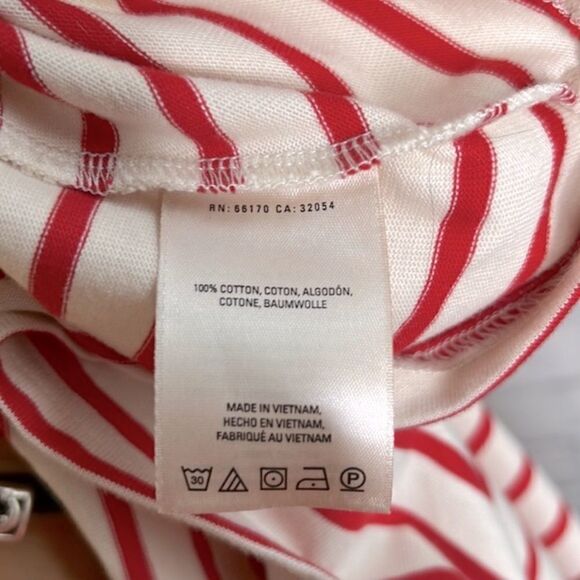 RN: 66170 CA: 32054
100% COTTON, COTON, ALGODÓN,
COTONE, BAUMWOLLE
MADE IN VIETNAM,
HECHO EN VIETNAM,
FABRIQUÉ AU VIETNAM
30 P